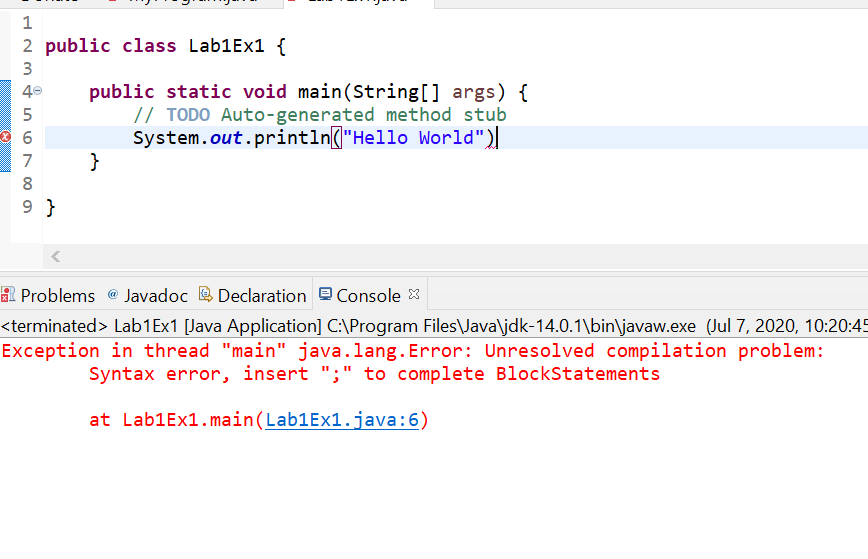 1
2 public class Lab1Ex1 {
3
4 public static void main(String[] args) {
5 // TODO Auto-generated method stub
6 System.out.println("Hello World")
7 }
8
9 }
Problems @ Javadoc Declaration Console
<terminated> Lab1Ex1 [Java Application] C:\Program Files\Java\jdk-14.0.1\bin\javaw.exe (Jul 7, 2020, 10:20:45
Exception in thread "main" java.lang.Error: Unresolved compilation problem:
Syntax error, insert ";" to complete BlockStatements
at Lab1Ex1.main(Lab1Ex1.java:6)